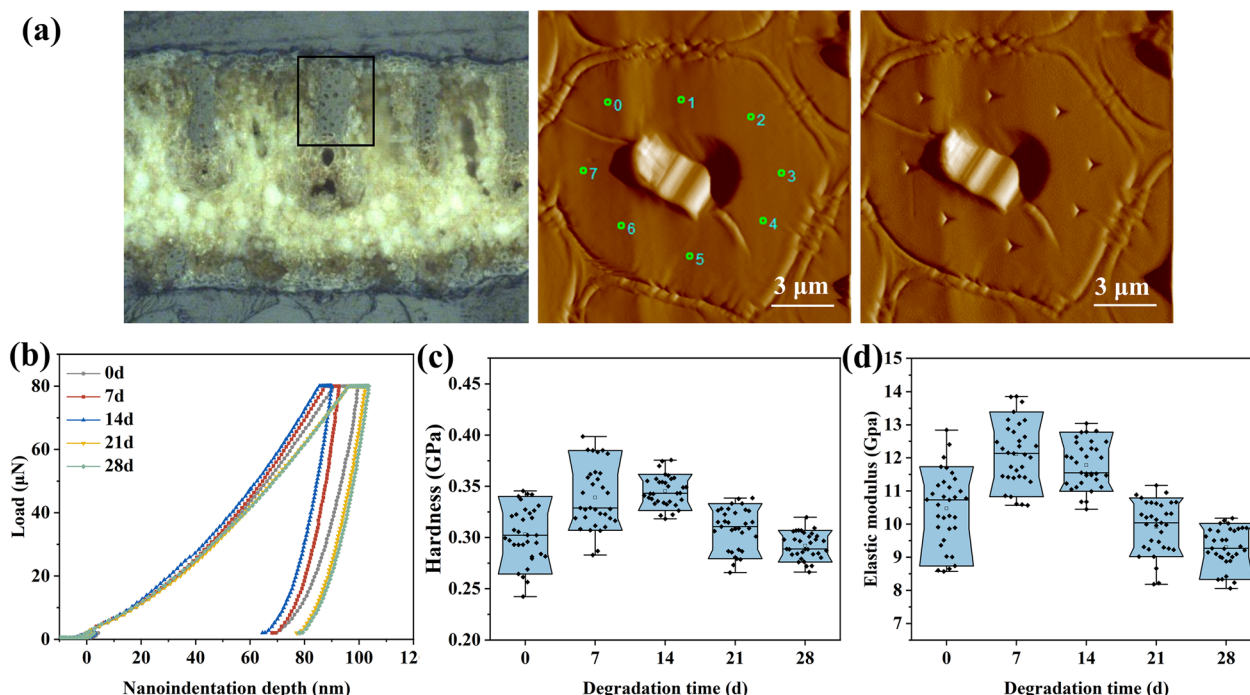 (a)
0
1
2
3
4
5
6
7
3 μm
3 μm
(b)
0d
7d
14d
21d
28d
80
60
40
20
0
Load (μN)
0 20 40 60 80 100 12
Nanoindentation depth (nm)
(c)
0.45
0.40
0.35
0.30
0.25
0.20
Hardness (GPa)
0 7 14 21 28
Degradation time (d)
(d)
15
14
13
12
11
10
9
8
7
Elastic modulus (Gpa)
0 7 14 21 28
Degradation time (d)